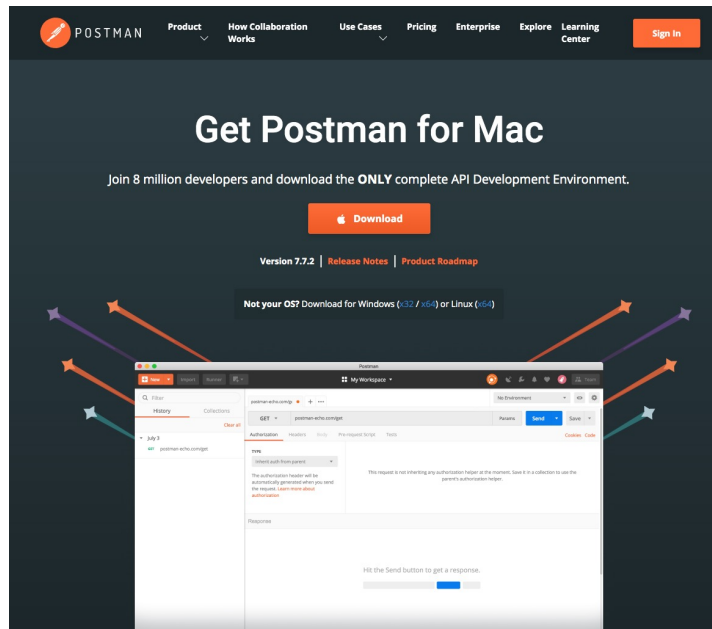 POSTMAN
Product
How Collaboration
Works
Use Cases
Pricing
Enterprise
Explore
Learning
Center
Sign In
Get Postman for Mac
Join 8 million developers and download the ONLY complete API Development Environment.
Download
Version 7.7.2 | Release Notes | Product Roadmap
Not your OS? Download for Windows (x32 / x64) or Linux (x64)
Postman
New
Import
Runner
My Workspace
Team
Filter
History
Collections
Clear all
July 3
GET postman-echo.com/get
postman-echo.com/g
No Environment
GET
postman-echo.com/get
Params
Send
Save
Authorization
Headers
Body
Pre-request Script
Tests
Cookies
Code
TYPE
Inherit auth from parent
The authorization header will be
automatically generated when you send
the request. Learn more about
authorization
This request is not inheriting any authorization helper at the moment. Save it in a collection to use the
parent's authorization helper.
Response
Hit the Send button to get a response.